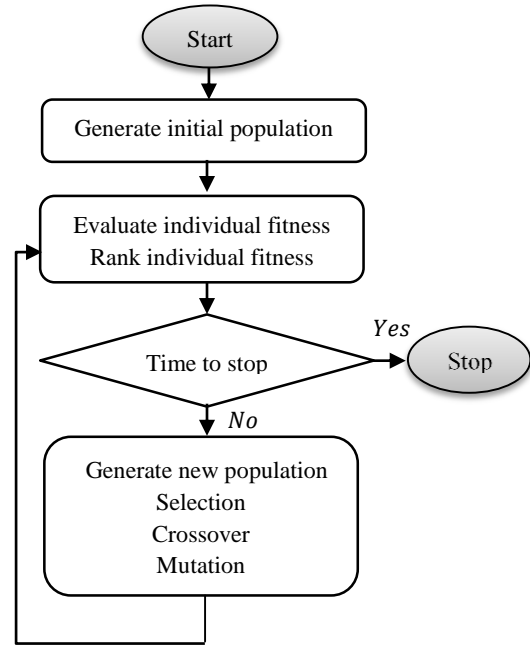 Start
Generate initial population
Evaluate individual fitness
Rank individual fitness
Time to stop
Yes
Stop
No
Generate new population
Selection
Crossover
Mutation